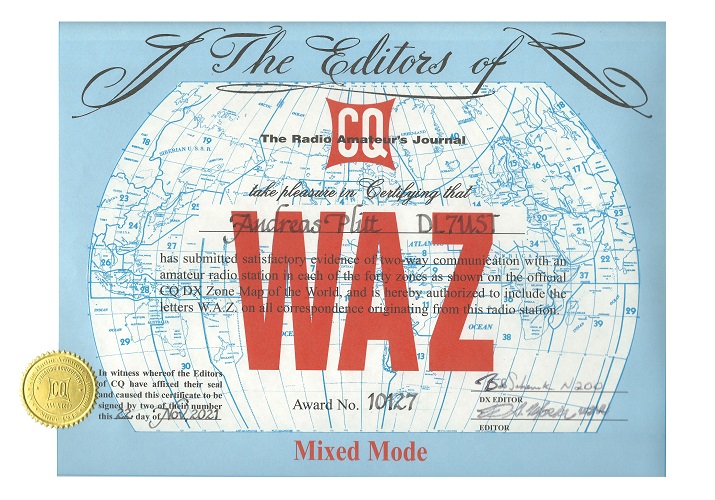 The Editors of
CQ
The Radio Amateur's Journal
take pleasure in Certifying that
Andreas Plitt DL7UST
WAZ
has submitted satisfactory evidence of two-way communication with an
amateur radio station in each of the forty zones as shown on the official
CQ DX Zone Map of the World, and is hereby authorized to include the
letters W.A.Z. on all correspondence originating from this radio station.
In witness whereof the Editors
of CQ have affixed their seal
and caused this certificate to be
signed by two of their number
this 22 day of Nov, 2021
CQ
Award No. 10127
N2OO
DX EDITOR
EDITOR
Mixed Mode